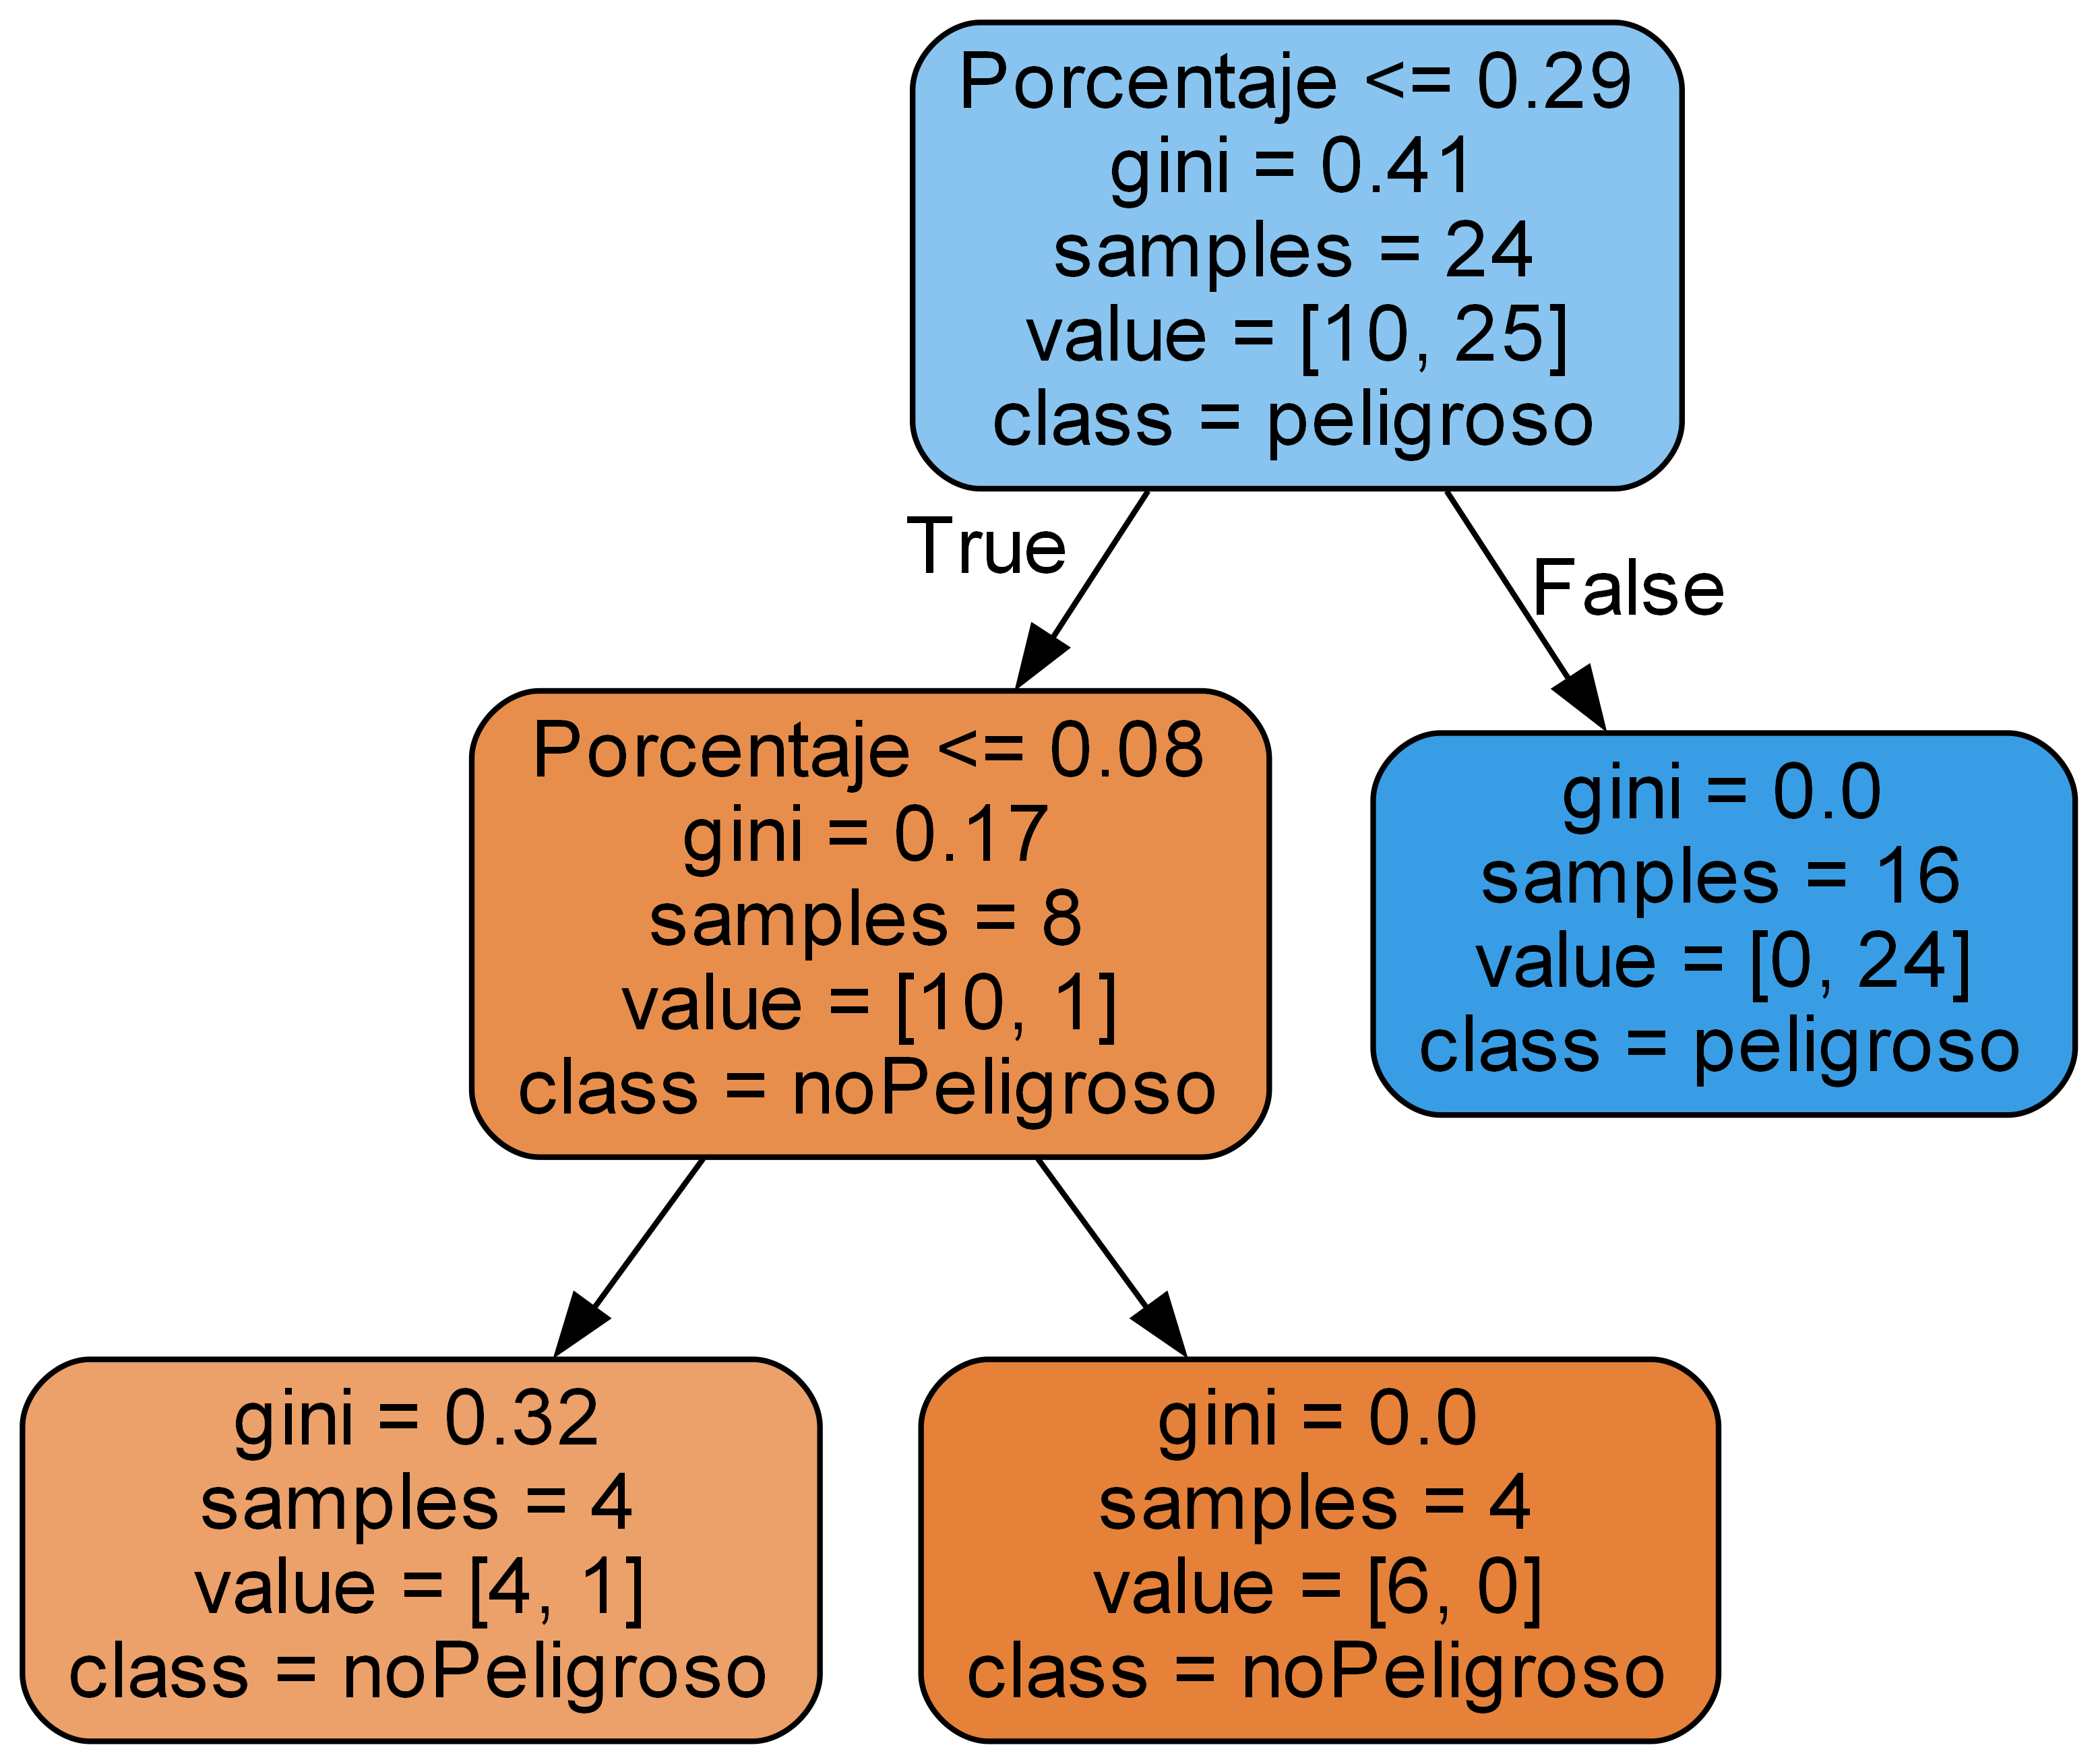 Porcentaje <= 0.29
gini = 0.41
samples = 24
value = [10, 25]
class = peligroso
True
False
Porcentaje <= 0.08
gini = 0.17
samples = 8
value = [10, 1]
class = noPeligroso
gini = 0.0
samples = 16
value = [0, 24]
class = peligroso
gini = 0.32
samples = 4
value = [4, 1]
class = noPeligroso
gini = 0.0
samples = 4
value = [6, 0]
class = noPeligroso